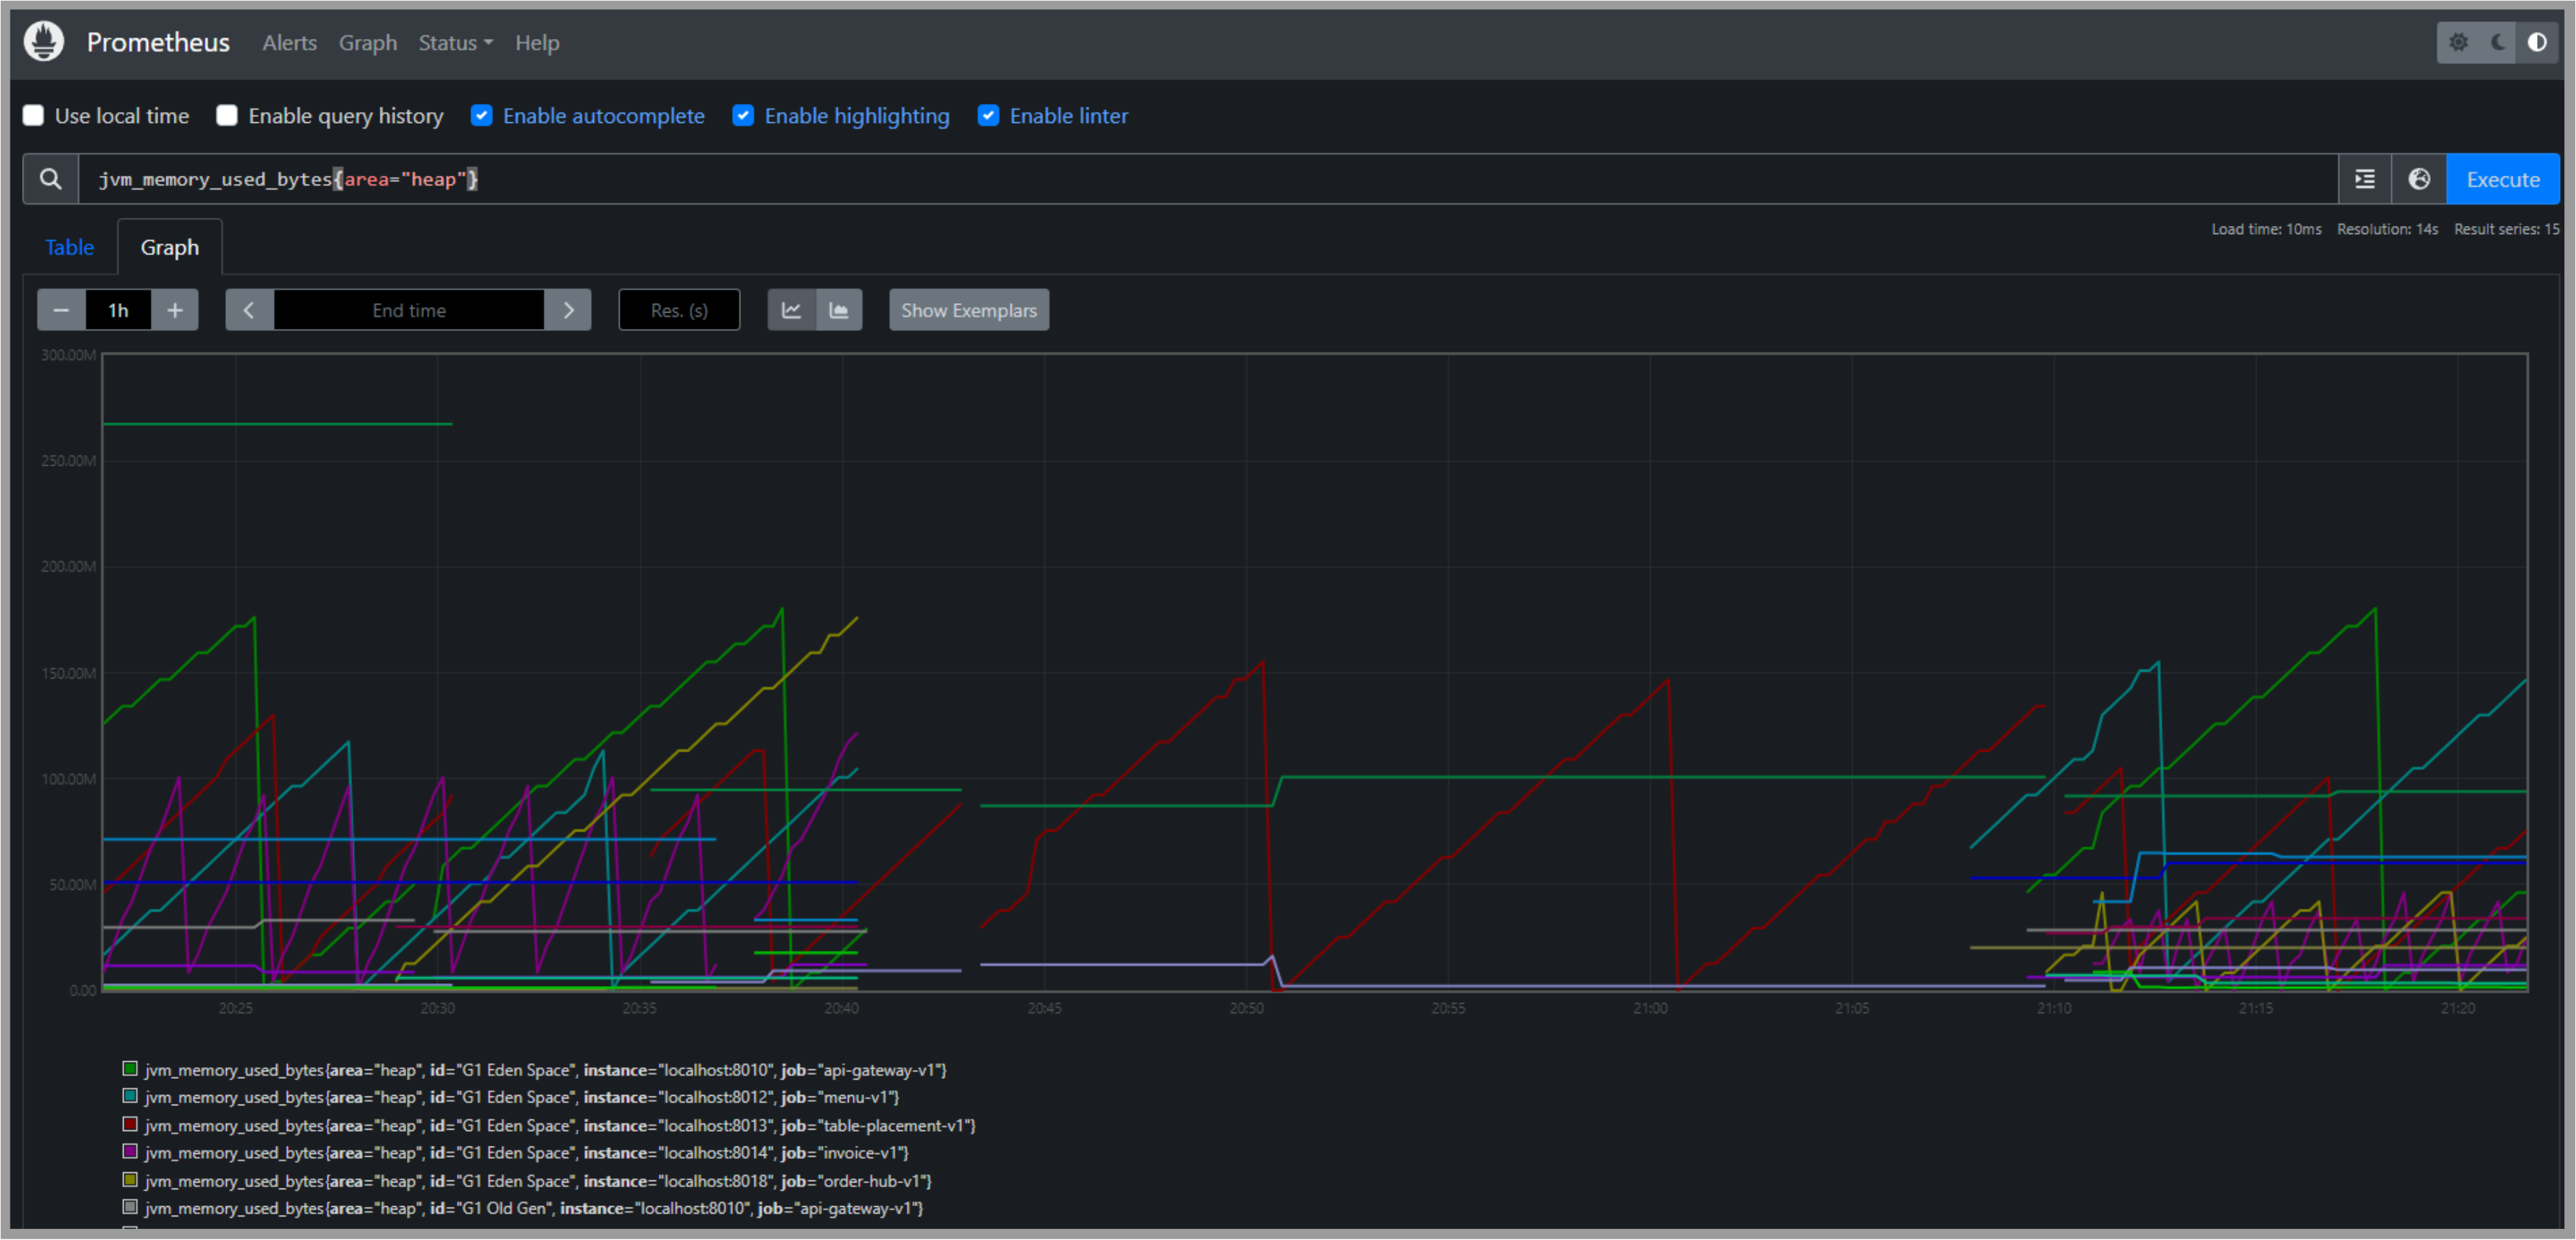 Prometheus Alerts Graph Status Help
Use local time Enable query history Enable autocomplete Enable highlighting Enable linter
jvm_memory_used_bytes{area="heap"} Execute
Load time: 10ms Resolution: 14s Result series: 15
Table Graph
− 1h + End time Res. (s) Show Exemplars
300.00M
250.00M
200.00M
150.00M
100.00M
50.00M
0.00
20:25 20:30 20:35 20:40 20:45 20:50 20:55 21:00 21:05 21:10 21:15 21:20
jvm_memory_used_bytes{area="heap", id="G1 Eden Space", instance="localhost:8010", job="api-gateway-v1"}
jvm_memory_used_bytes{area="heap", id="G1 Eden Space", instance="localhost:8012", job="menu-v1"}
jvm_memory_used_bytes{area="heap", id="G1 Eden Space", instance="localhost:8013", job="table-placement-v1"}
jvm_memory_used_bytes{area="heap", id="G1 Eden Space", instance="localhost:8014", job="invoice-v1"}
jvm_memory_used_bytes{area="heap", id="G1 Eden Space", instance="localhost:8018", job="order-hub-v1"}
jvm_memory_used_bytes{area="heap", id="G1 Old Gen", instance="localhost:8010", job="api-gateway-v1"}